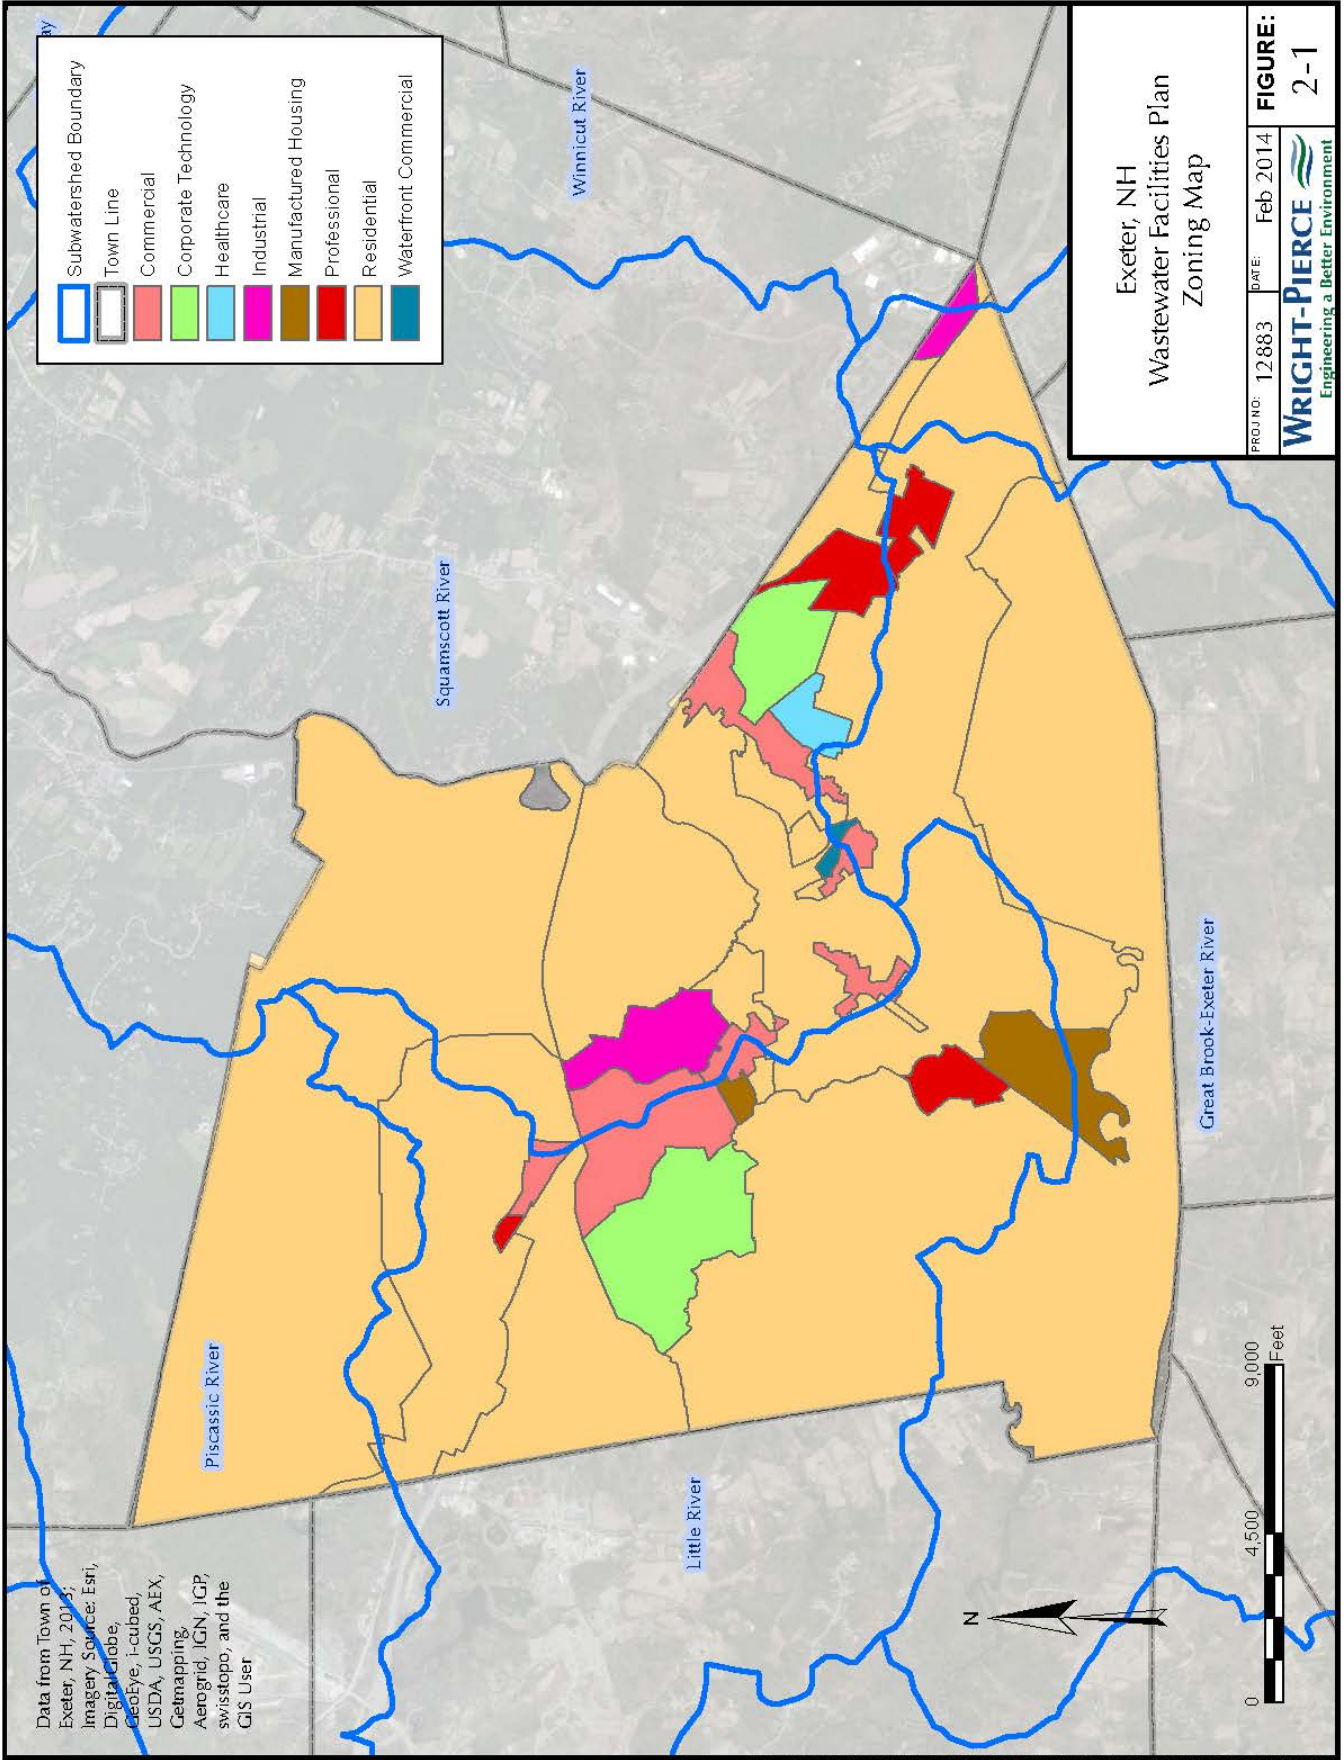 Data from Town of
Exeter, NH, 2013;
Imagery Source: Esri,
DigitalGlobe,
GeoEye, i-cubed,
USDA, USGS, AEX,
Getmapping,
Aerogrid, IGN, IGP,
swisstopo, and the
GIS User
ay
Subwatershed Boundary
Town Line
Commercial
Corporate Technology
Healthcare
Industrial
Manufactured Housing
Professional
Residential
Waterfront Commercial
Piscassic River
Squamscott River
Winnicut River
Little River
Great Brook-Exeter River
N
0 4,500 9,000
Feet
Exeter, NH
Wastewater Facilities Plan
Zoning Map
PROJ NO: 12883 DATE: Feb 2014
FIGURE:
2-1
WRIGHT-PIERCE
Engineering a Better Environment